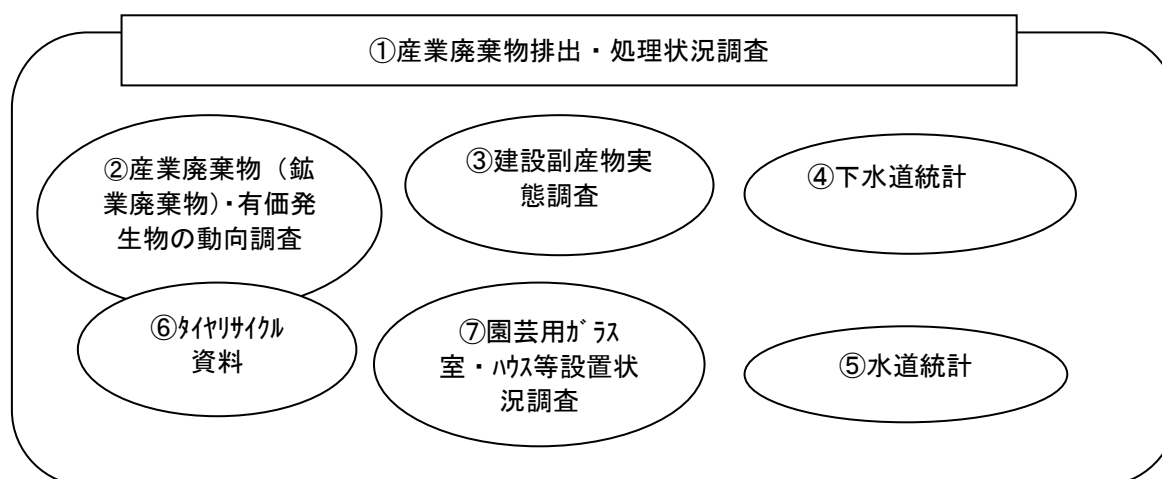 ①産業廃棄物排出・処理状況調査
②産業廃棄物（鉱
業廃棄物）・有価発
生物の動向調査
③建設副産物実
態調査
④下水道統計
⑥ﾀｲﾔﾘｻｲｸﾙ
資料
⑦園芸用ｶﾞﾗｽ
室・ﾊｳｽ等設置状
況調査
⑤水道統計